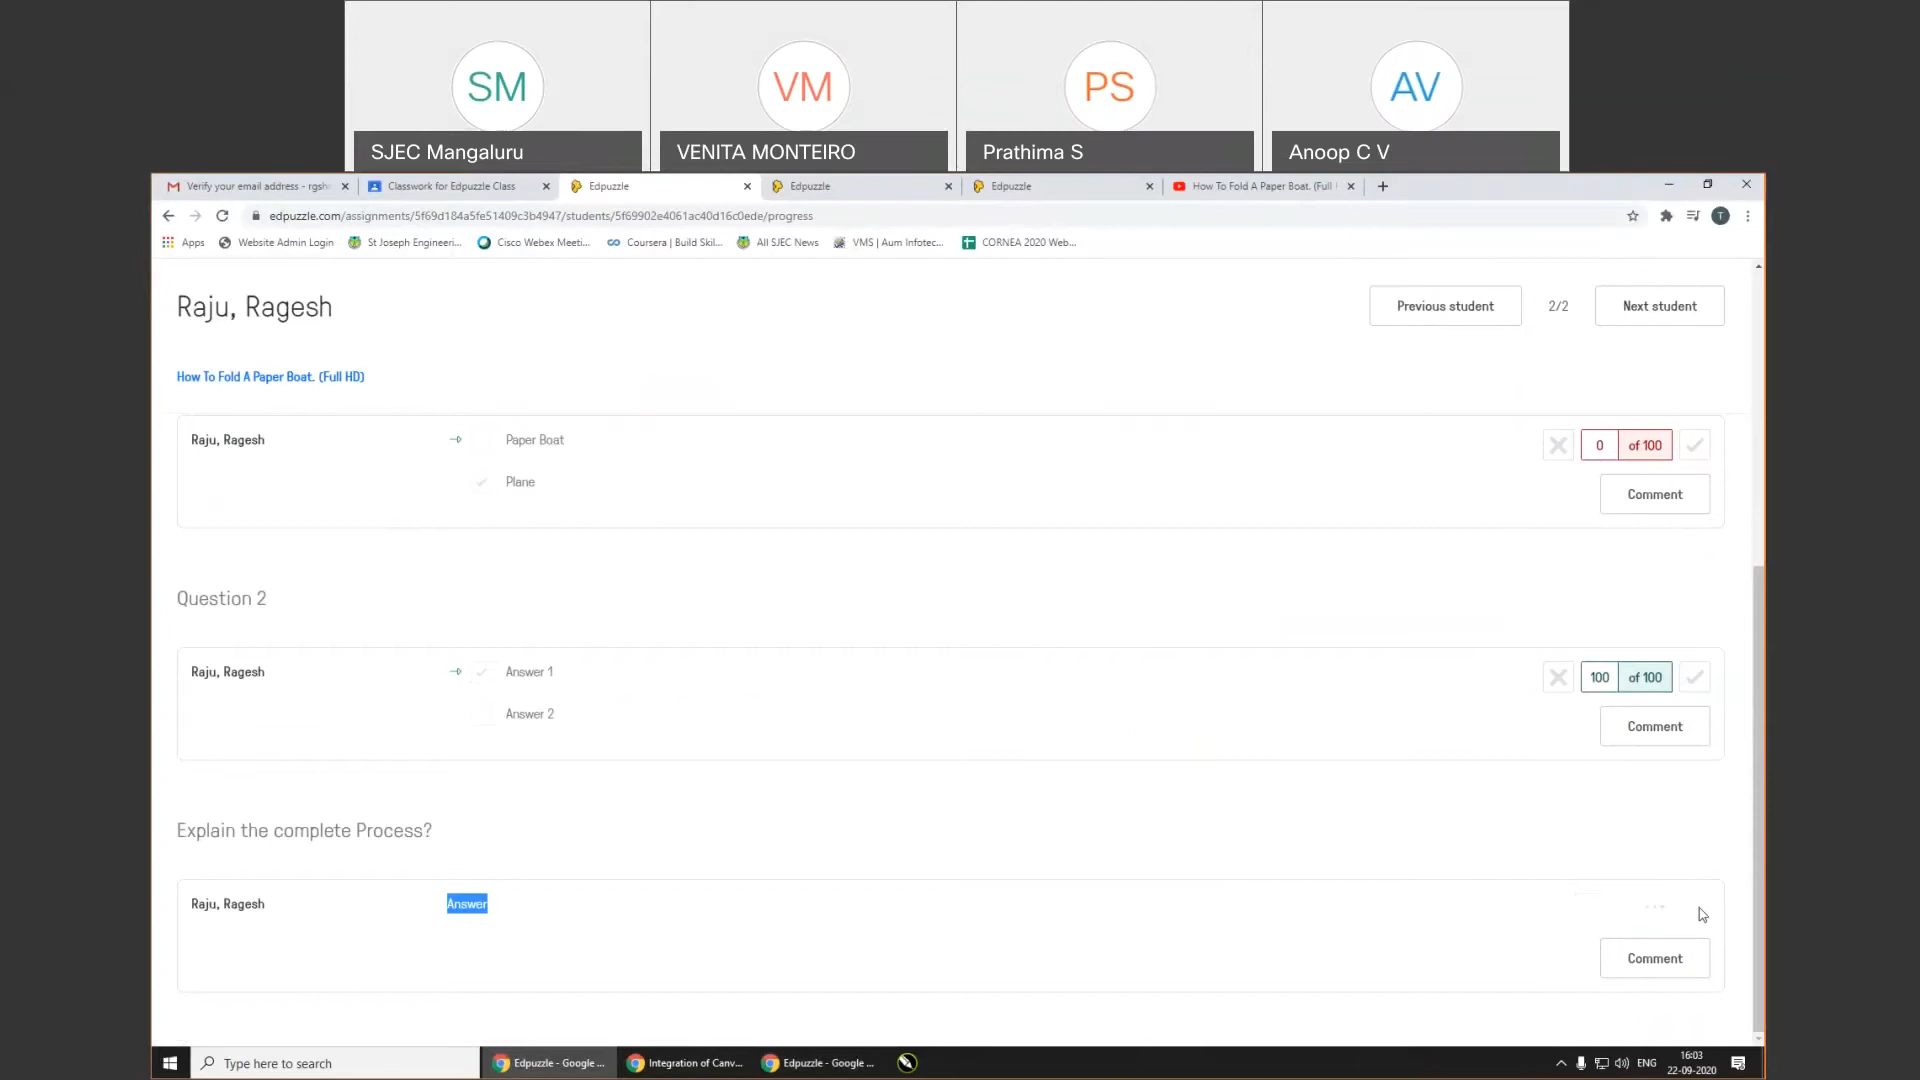 SM VM PS AV
SJEC Mangaluru VENITA MONTEIRO Prathima S Anoop C V
Verify your email address - rgsh Classwork for Edpuzzle Class Edpuzzle Edpuzzle Edpuzzle How To Fold A Paper Boat. (Full
edpuzzle.com/assignments/5f69d184a5fe51409c3b4947/students/5f69902e4061ac40d16c0ede/progress T
Apps Website Admin Login St Joseph Engineeri... Cisco Webex Meeti... Coursera | Build Skil... All SJEC News VMS | Aum Infotec... CORNEA 2020 Web...
Raju, Ragesh Previous student 2/2 Next student
How To Fold A Paper Boat. (Full HD)
Raju, Ragesh Paper Boat 0 of 100
Plane
Comment
Question 2
Raju, Ragesh Answer 1 100 of 100
Answer 2
Comment
Explain the complete Process?
Raju, Ragesh Answer
Comment
Type here to search Edpuzzle - Google ... Integration of Canv... Edpuzzle - Google ... ENG 16:03
22-09-2020